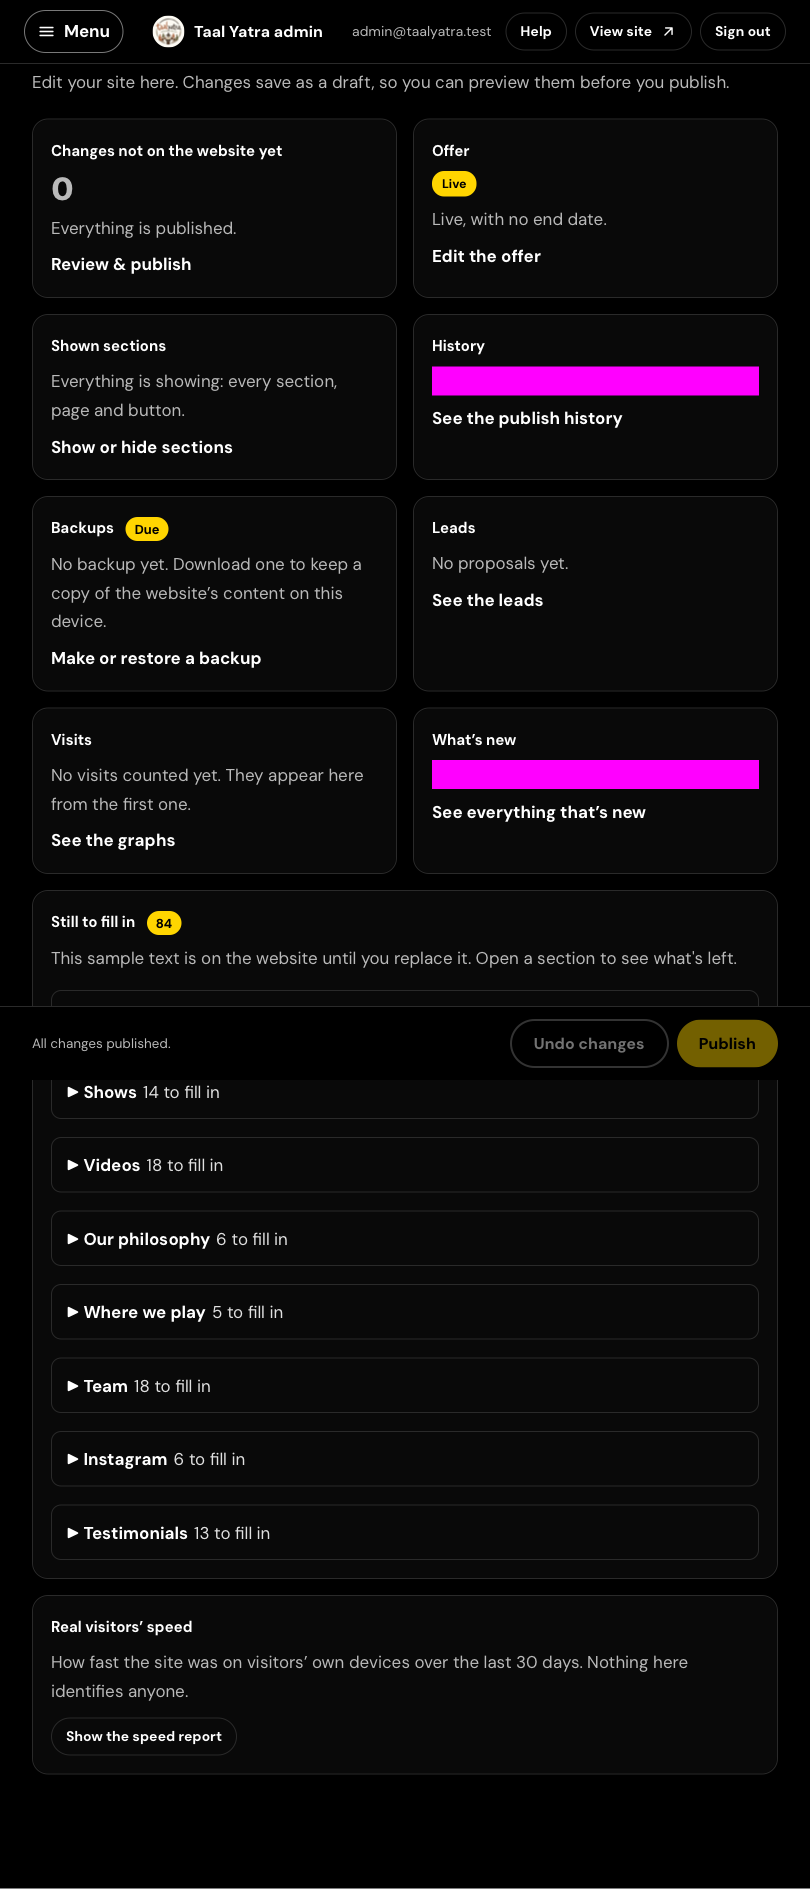 Menu
Taal Yatra admin
admin@taalyatra.test
Help
View site
Sign out
Edit your site here. Changes save as a draft, so you can preview them before you publish.
Changes not on the website yet
0
Everything is published.
Review & publish
Offer
Live
Live, with no end date.
Edit the offer
Shown sections
Everything is showing: every section,
page and button.
Show or hide sections
History
See the publish history
Backups Due
No backup yet. Download one to keep a
copy of the website’s content on this
device.
Make or restore a backup
Leads
No proposals yet.
See the leads
Visits
No visits counted yet. They appear here
from the first one.
See the graphs
What’s new
See everything that’s new
Still to fill in 84
This sample text is on the website until you replace it. Open a section to see what's left.
All changes published.
Undo changes
Publish
Shows 14 to fill in
Videos 18 to fill in
Our philosophy 6 to fill in
Where we play 5 to fill in
Team 18 to fill in
Instagram 6 to fill in
Testimonials 13 to fill in
Real visitors’ speed
How fast the site was on visitors’ own devices over the last 30 days. Nothing here
identifies anyone.
Show the speed report